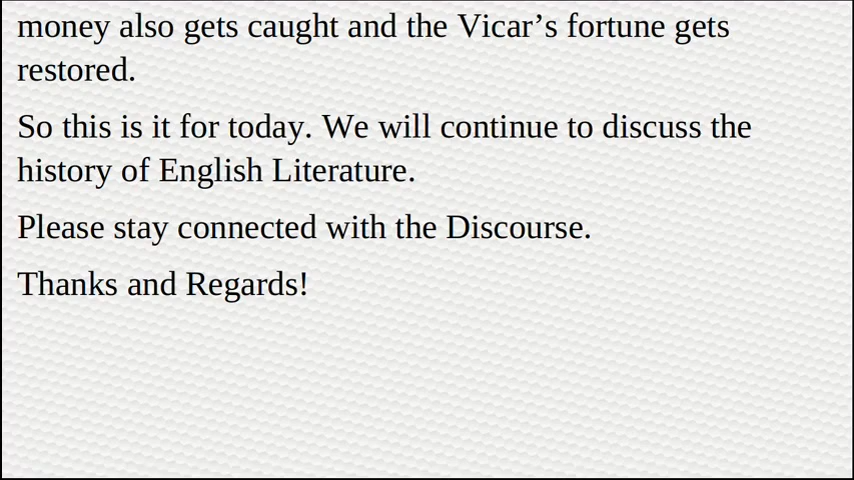 money also gets caught and the Vicar’s fortune gets
restored.
So this is it for today. We will continue to discuss the
history of English Literature.
Please stay connected with the Discourse.
Thanks and Regards!